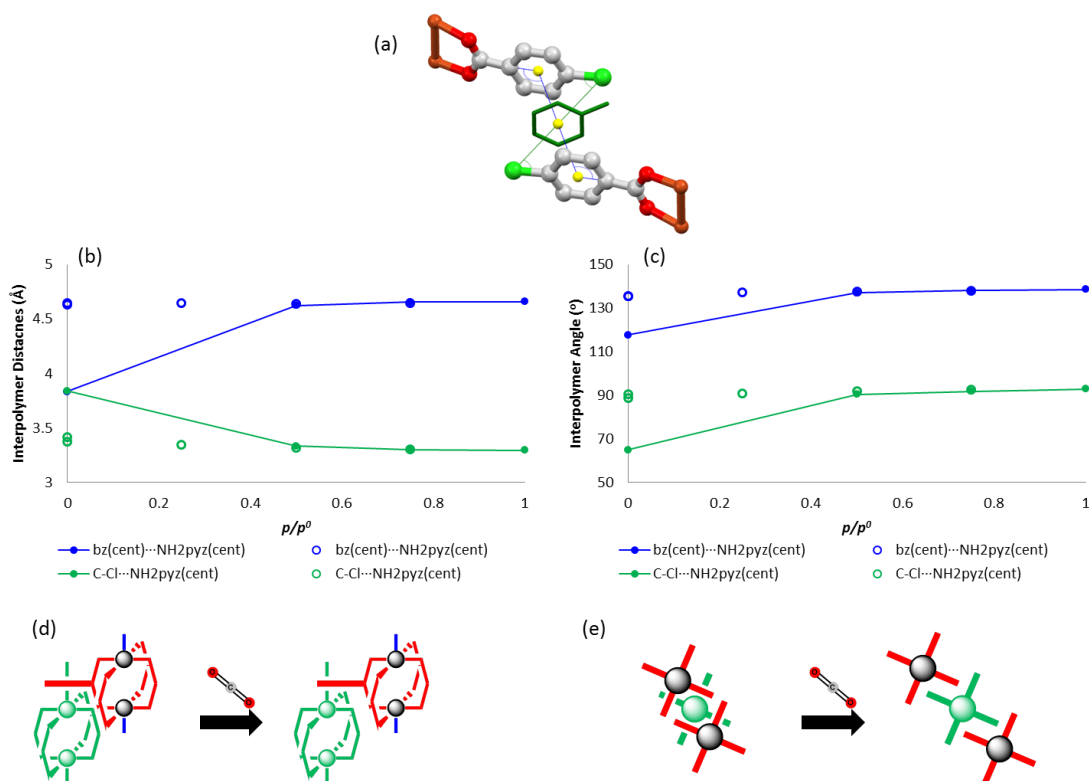 (a)
(b)
5
4.5
4
3.5
3
Interpolymer Distacnes (Å)
0
0.2
0.4
0.6
0.8
1
p/p⁰
bz(cent)···NH2pyz(cent)
bz(cent)···NH2pyz(cent)
C-Cl···NH2pyz(cent)
C-Cl···NH2pyz(cent)
(c)
150
130
110
90
70
50
Interpolymer Angle (°)
0
0.2
0.4
0.6
0.8
1
p/p⁰
bz(cent)···NH2pyz(cent)
bz(cent)···NH2pyz(cent)
C-Cl···NH2pyz(cent)
C-Cl···NH2pyz(cent)
(d)
O C O
(e)
O C O